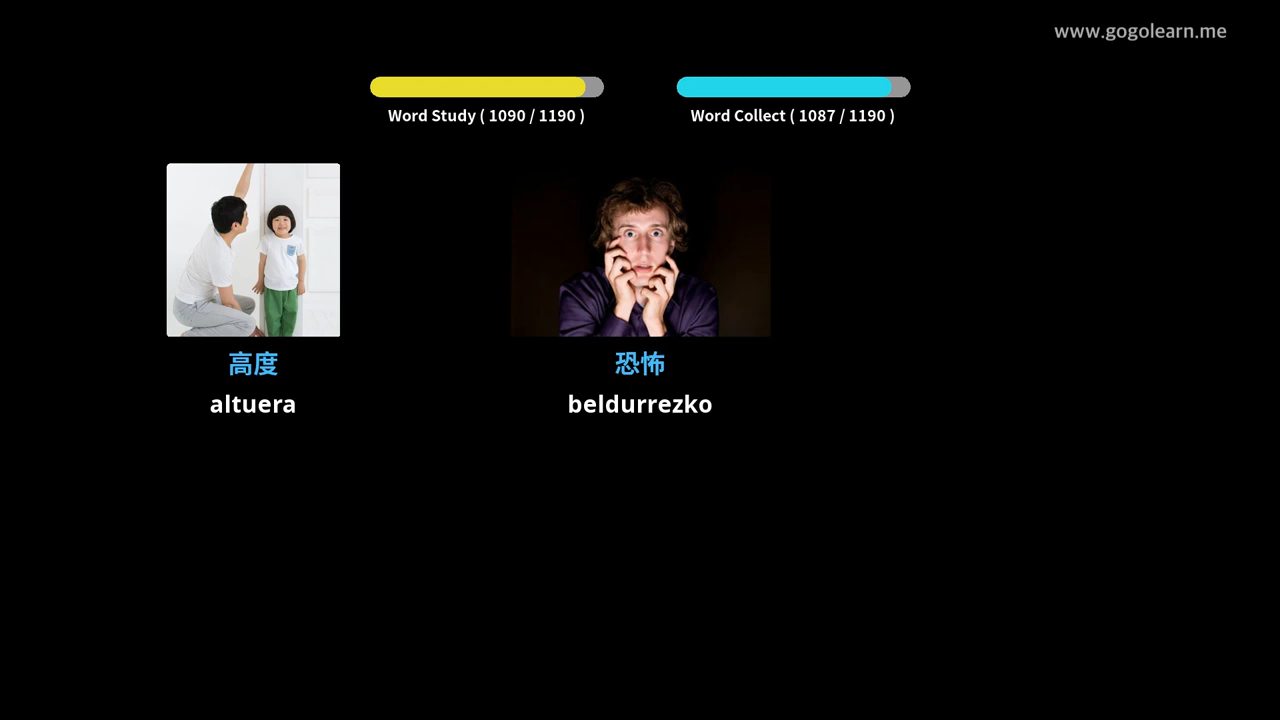 www.gogolearn.me
Word Study ( 1090 / 1190 )
Word Collect ( 1087 / 1190 )
高度
altuera
恐怖
beldurrezko